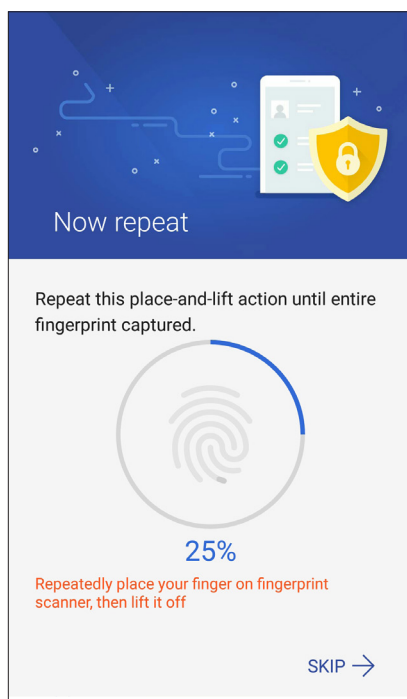 Now repeat
Repeat this place-and-lift action until entire
fingerprint captured.
25%
Repeatedly place your finger on fingerprint
scanner, then lift it off
SKIP